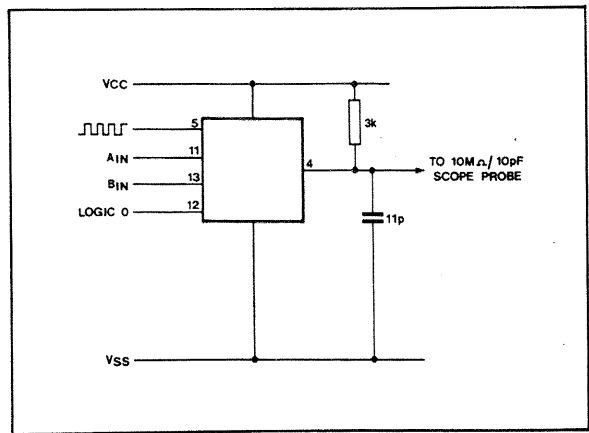 VCC
5
3k
AIN
11
4
TO 10MΩ/10pF
SCOPE PROBE
BIN
13
LOGIC 0
12
11p
VSS